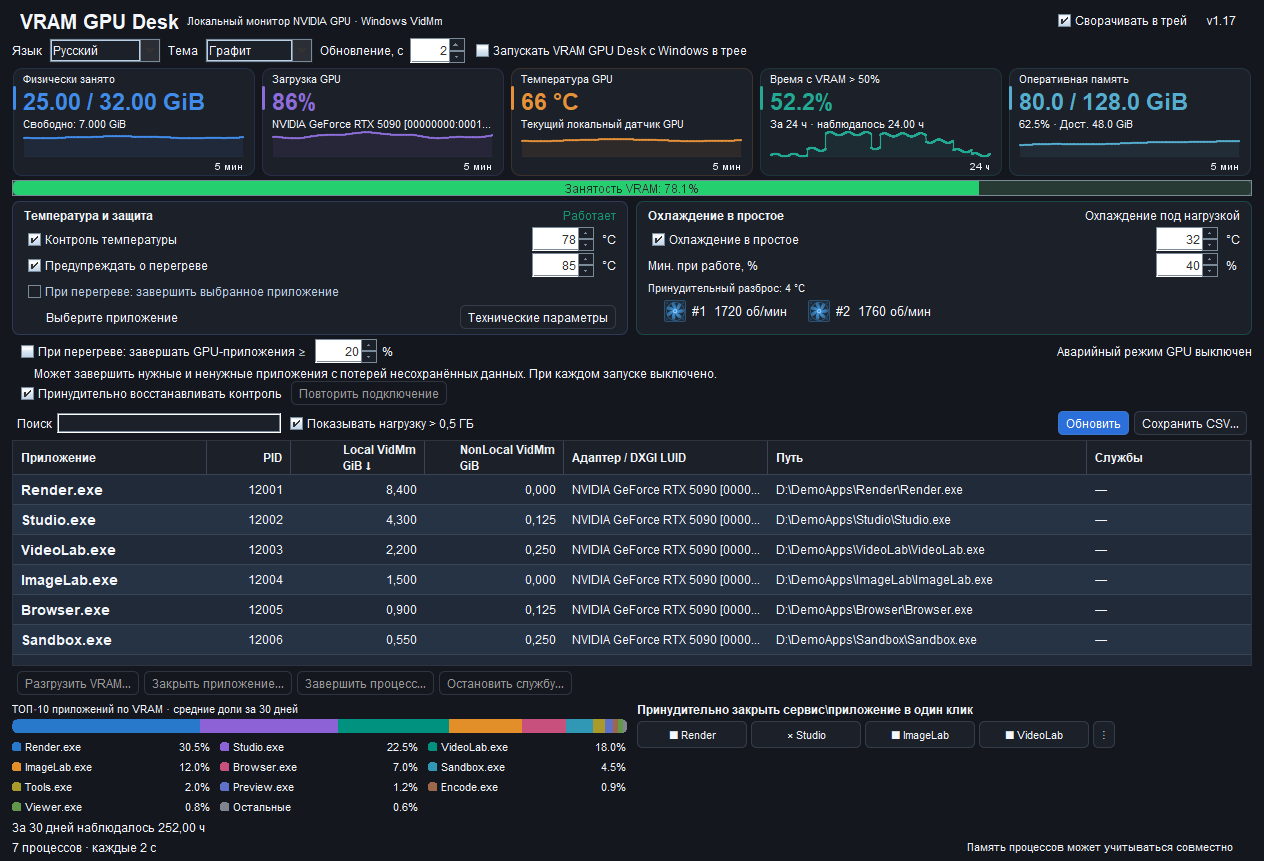 VRAM GPU Desk Локальный монитор NVIDIA GPU · Windows VidMm Сворачивать в трей v1.17
Язык Русский Тема Графит Обновление, с 2 Запускать VRAM GPU Desk с Windows в трее
Физически занято Загрузка GPU Температура GPU Время с VRAM > 50% Оперативная память
25.00 / 32.00 GiB 86% 66 °C 52.2% 80.0 / 128.0 GiB
Свободно: 7.000 GiB NVIDIA GeForce RTX 5090 [00000000:0001... Текущий локальный датчик GPU За 24 ч · наблюдалось 24.00 ч 62.5% · Дост. 48.0 GiB
5 мин 5 мин 5 мин 24 ч 5 мин
Занятость VRAM: 78.1%
Температура и защита Работает Охлаждение в простое Охлаждение под нагрузкой
Контроль температуры 78 °C Охлаждение в простое 32 °C
Предупреждать о перегреве 85 °C Мин. при работе, % 40 %
При перегреве: завершить выбранное приложение Принудительный разброс: 4 °C
Выберите приложение Технические параметры #1 1720 об/мин #2 1760 об/мин
При перегреве: завершать GPU-приложения ≥ 20 % Аварийный режим GPU выключен
Может завершить нужные и ненужные приложения с потерей несохранённых данных. При каждом запуске выключено.
Принудительно восстанавливать контроль Повторить подключение
Поиск Показывать нагрузку > 0,5 ГБ Обновить Сохранить CSV...
Приложение PID Local VidMm GiB ↓ NonLocal VidMm GiB Адаптер / DXGI LUID Путь Службы
Render.exe 12001 8,400 0,000 NVIDIA GeForce RTX 5090 [0000... D:\DemoApps\Render\Render.exe —
Studio.exe 12002 4,300 0,125 NVIDIA GeForce RTX 5090 [0000... D:\DemoApps\Studio\Studio.exe —
VideoLab.exe 12003 2,200 0,250 NVIDIA GeForce RTX 5090 [0000... D:\DemoApps\VideoLab\VideoLab.exe —
ImageLab.exe 12004 1,500 0,000 NVIDIA GeForce RTX 5090 [0000... D:\DemoApps\ImageLab\ImageLab.exe —
Browser.exe 12005 0,900 0,125 NVIDIA GeForce RTX 5090 [0000... D:\DemoApps\Browser\Browser.exe —
Sandbox.exe 12006 0,550 0,250 NVIDIA GeForce RTX 5090 [0000... D:\DemoApps\Sandbox\Sandbox.exe —
Разгрузить VRAM... Закрыть приложение... Завершить процесс... Остановить службу...
ТОП-10 приложений по VRAM · средние доли за 30 дней Принудительно закрыть сервис\приложение в один клик
Render × Studio ImageLab VideoLab ⋮
Render.exe 30.5% Studio.exe 22.5% VideoLab.exe 18.0%
ImageLab.exe 12.0% Browser.exe 7.0% Sandbox.exe 4.5%
Tools.exe 2.0% Preview.exe 1.2% Encode.exe 0.9%
Viewer.exe 0.8% Остальные 0.6%
За 30 дней наблюдалось 252,00 ч
7 процессов · каждые 2 с Память процессов может учитываться совместно